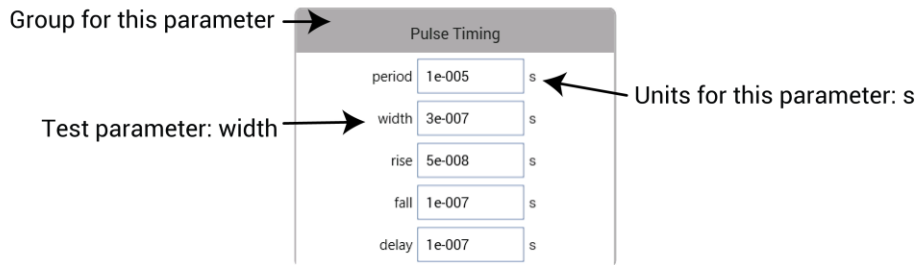 Group for this parameter
Pulse Timing
period 1e-005 s
Units for this parameter: s
Test parameter: width
width 3e-007 s
rise 5e-008 s
fall 1e-007 s
delay 1e-007 s